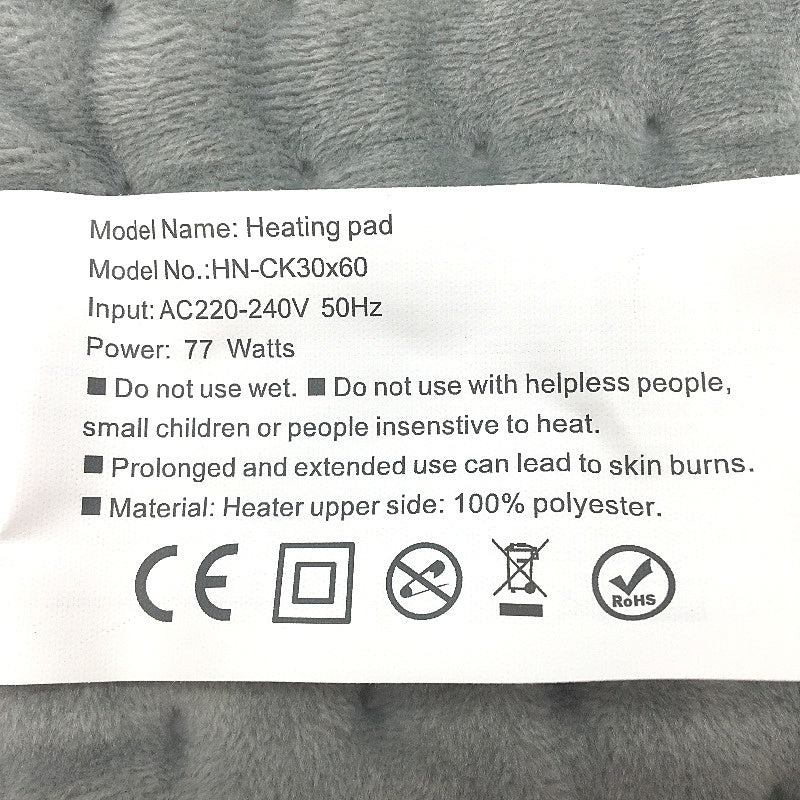 Model Name: Heating pad
Model No.:HN-CK30x60
Input: AC220-240V 50Hz
Power: 77 Watts
■ Do not use wet. ■ Do not use with helpless people,
small children or people insenstive to heat.
■ Prolonged and extended use can lead to skin burns.
■ Material: Heater upper side: 100% polyester.
CE RoHS